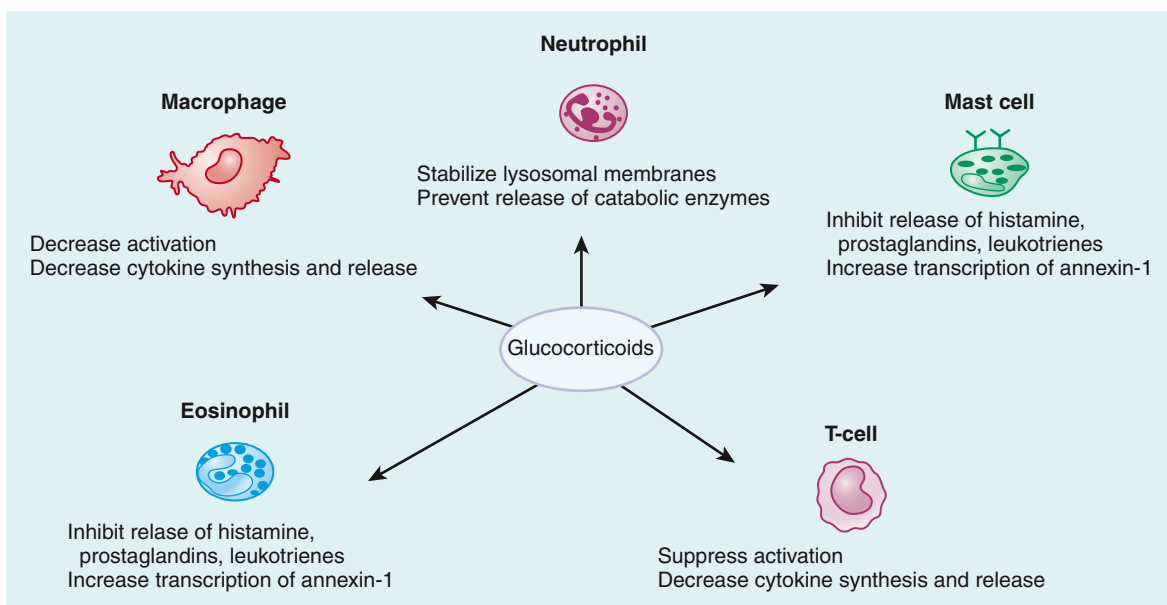 Neutrophil
Macrophage
Mast cell
Stabilize lysosomal membranes
Prevent release of catabolic enzymes
Inhibit release of histamine,
prostaglandins, leukotrienes
Increase transcription of annexin-1
Decrease activation
Decrease cytokine synthesis and release
Glucocorticoids
Eosinophil
T-cell
Inhibit relase of histamine,
prostaglandins, leukotrienes
Increase transcription of annexin-1
Suppress activation
Decrease cytokine synthesis and release